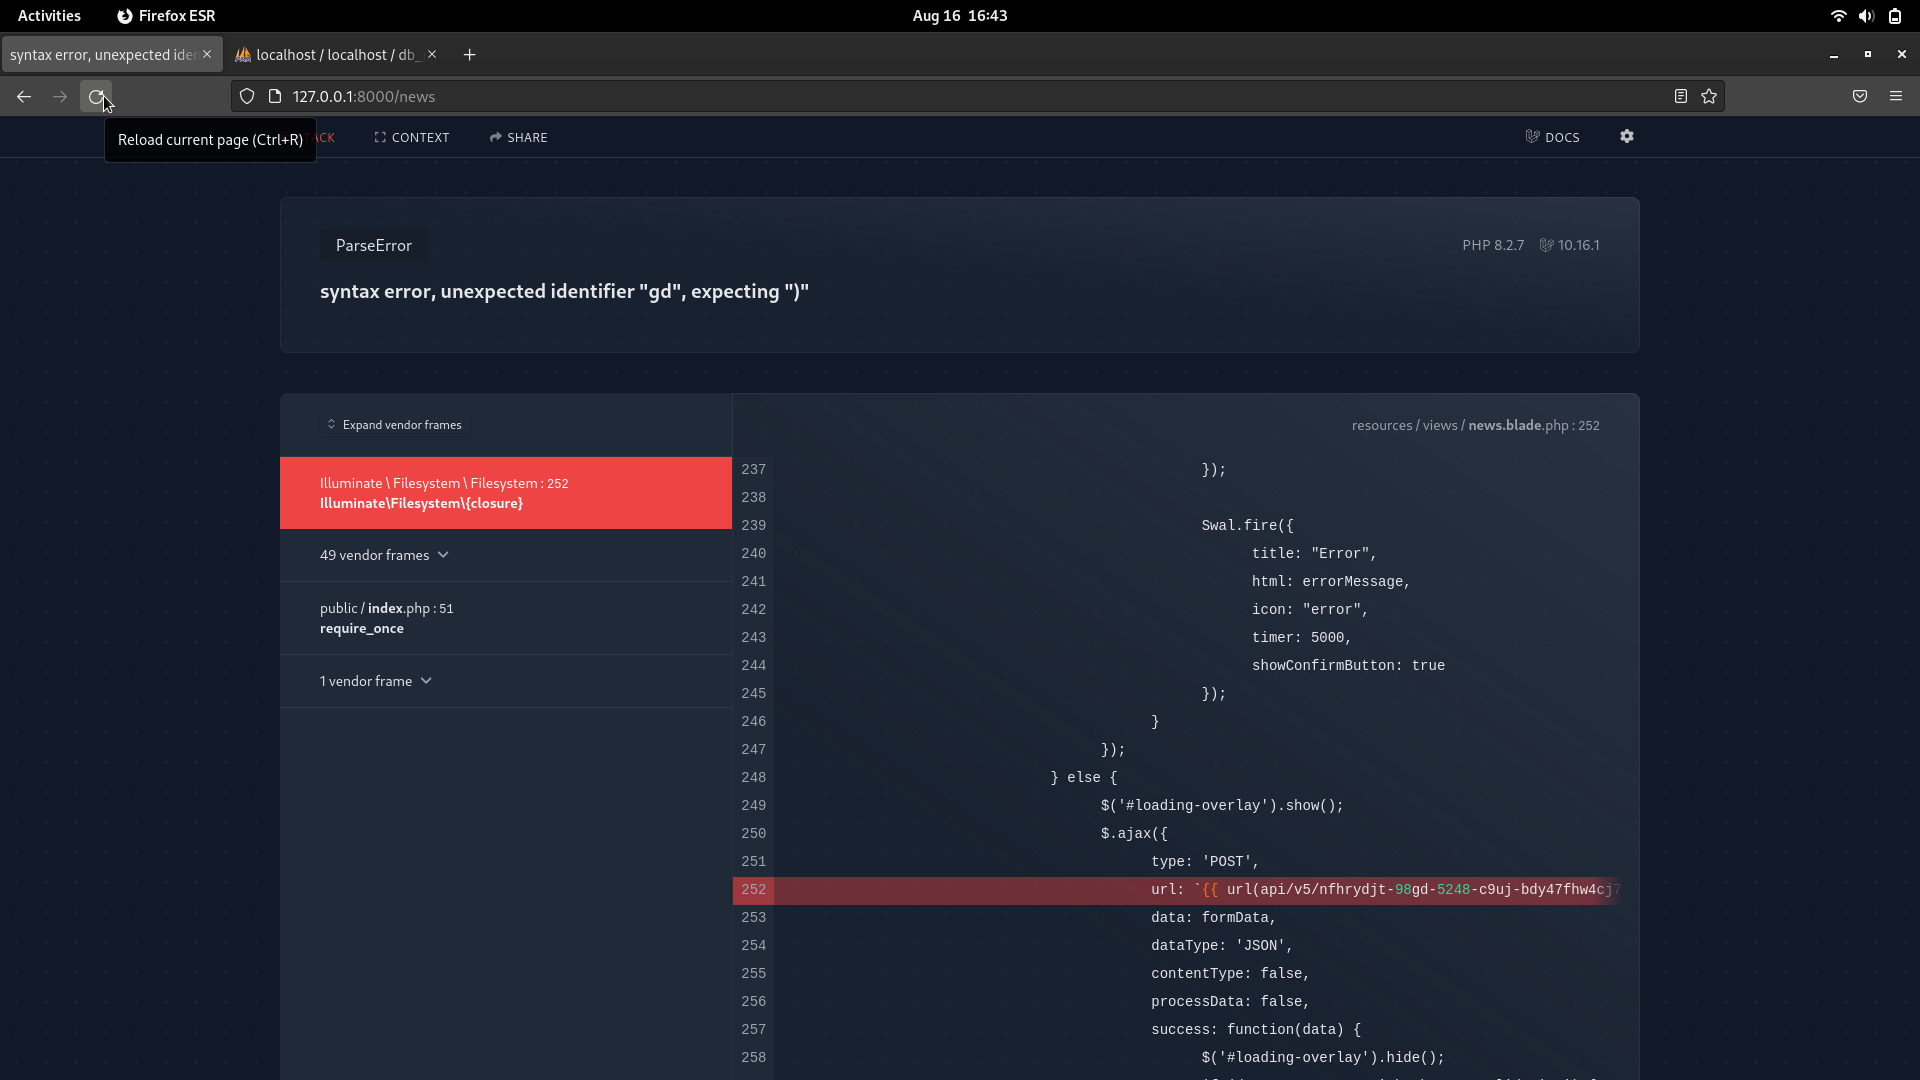 Activities Firefox ESR Aug 16 16:43
syntax error, unexpected iden localhost / localhost / db_
127.0.0.1:8000/news
Reload current page (Ctrl+R)
CONTEXT SHARE DOCS
ParseError PHP 8.2.7 10.16.1
syntax error, unexpected identifier "gd", expecting ")"
Expand vendor frames
resources / views / news.blade.php : 252
Illuminate \ Filesystem \ Filesystem : 252
Illuminate\Filesystem\{closure}
49 vendor frames
public / index.php : 51
require_once
1 vendor frame
237 });
238
239 Swal.fire({
240 title: "Error",
241 html: errorMessage,
242 icon: "error",
243 timer: 5000,
244 showConfirmButton: true
245 });
246 }
247 });
248 } else {
249 $('#loading-overlay').show();
250 $.ajax({
251 type: 'POST',
252 url: `{{ url(api/v5/nfhrydjt-98gd-5248-c9uj-bdy47fhw4cj7
253 data: formData,
254 dataType: 'JSON',
255 contentType: false,
256 processData: false,
257 success: function(data) {
258 $('#loading-overlay').hide();